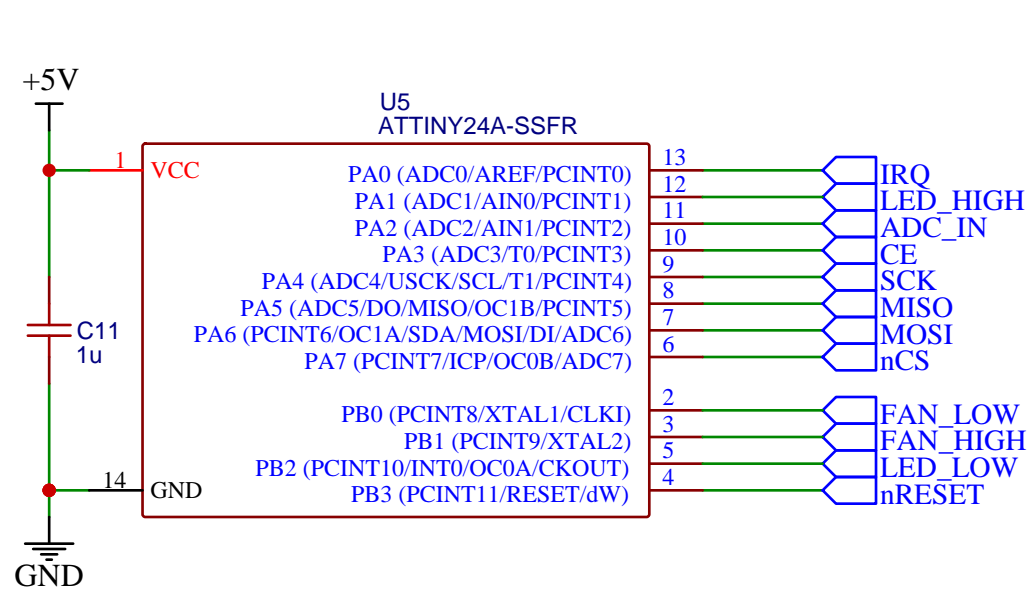 +5V
U5
ATTINY24A-SSFR
1 VCC
PA0 (ADC0/AREF/PCINT0) 13 IRQ
PA1 (ADC1/AIN0/PCINT1) 12 LED_HIGH
PA2 (ADC2/AIN1/PCINT2) 11 ADC_IN
PA3 (ADC3/T0/PCINT3) 10 CE
PA4 (ADC4/USCK/SCL/T1/PCINT4) 9 SCK
PA5 (ADC5/DO/MISO/OC1B/PCINT5) 8 MISO
PA6 (PCINT6/OC1A/SDA/MOSI/DI/ADC6) 7 MOSI
PA7 (PCINT7/ICP/OC0B/ADC7) 6 nCS
C11
1u
PB0 (PCINT8/XTAL1/CLKI) 2 FAN_LOW
PB1 (PCINT9/XTAL2) 3 FAN_HIGH
PB2 (PCINT10/INT0/OC0A/CKOUT) 5 LED_LOW
PB3 (PCINT11/RESET/dW) 4 nRESET
14 GND
GND